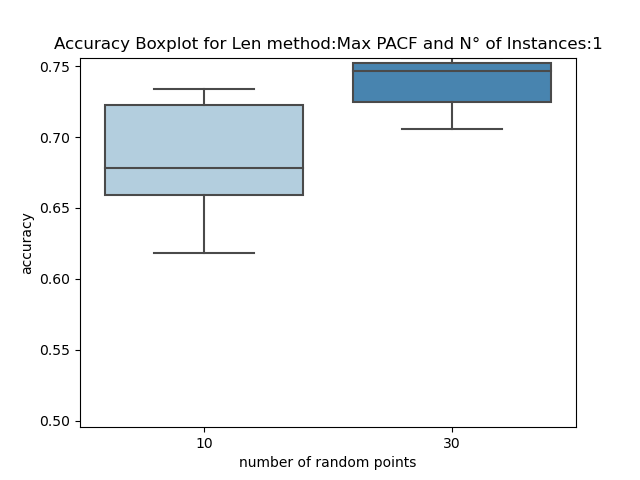 Accuracy Boxplot for Len method:Max PACF and N° of Instances:1
0.75
0.70
0.65
0.60
0.55
0.50
accuracy
10
30
number of random points